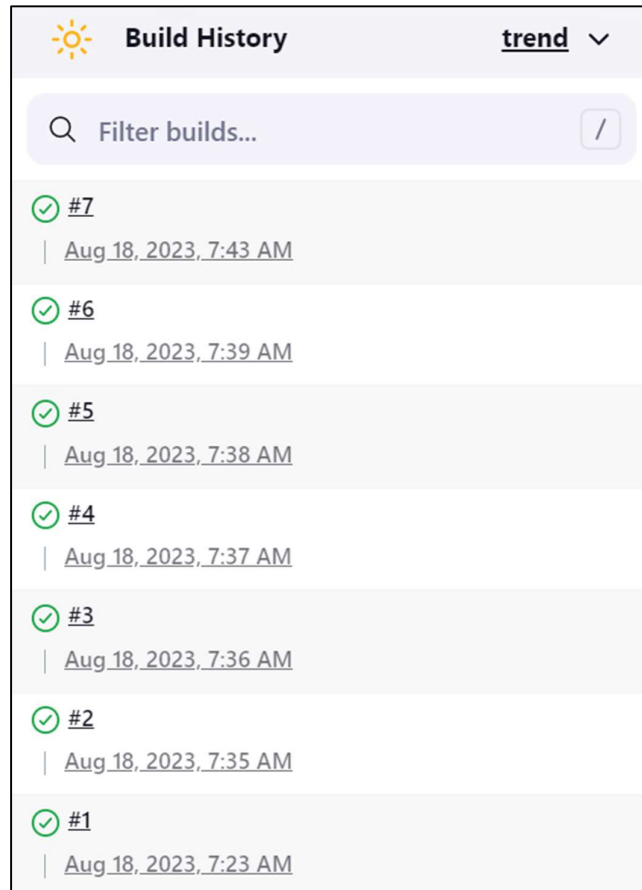 Build History trend
Filter builds... /
#7
Aug 18, 2023, 7:43 AM
#6
Aug 18, 2023, 7:39 AM
#5
Aug 18, 2023, 7:38 AM
#4
Aug 18, 2023, 7:37 AM
#3
Aug 18, 2023, 7:36 AM
#2
Aug 18, 2023, 7:35 AM
#1
Aug 18, 2023, 7:23 AM